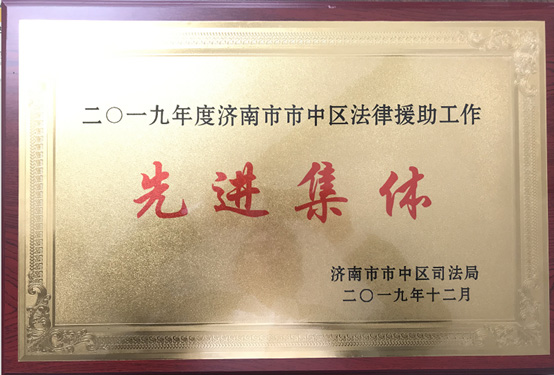 二〇一九年度济南市市中区法律援助工作
先进集体
济南市市中区司法局
二〇一九年十二月